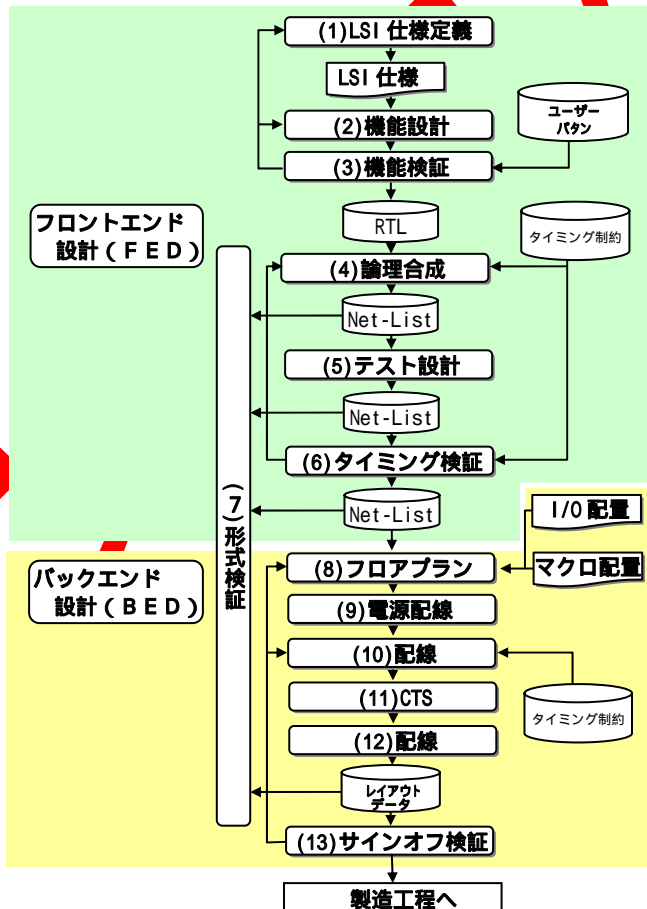 (1)LSI 仕様定義
LSI 仕様
(2)機能設計
ユーザー
パタン
(3)機能検証
RTL
フロントエンド
設計(FED)
タイミング制約
(4)論理合成
Net-List
(5)テスト設計
Net-List
(6)タイミング検証
(7)形式検証
Net-List
I/O 配置
バックエンド
設計(BED)
(8)フロアプラン
マクロ配置
(9)電源配線
(10)配線
(11)CTS
タイミング制約
(12)配線
レイアウト
データ
(13)サインオフ検証
製造工程へ